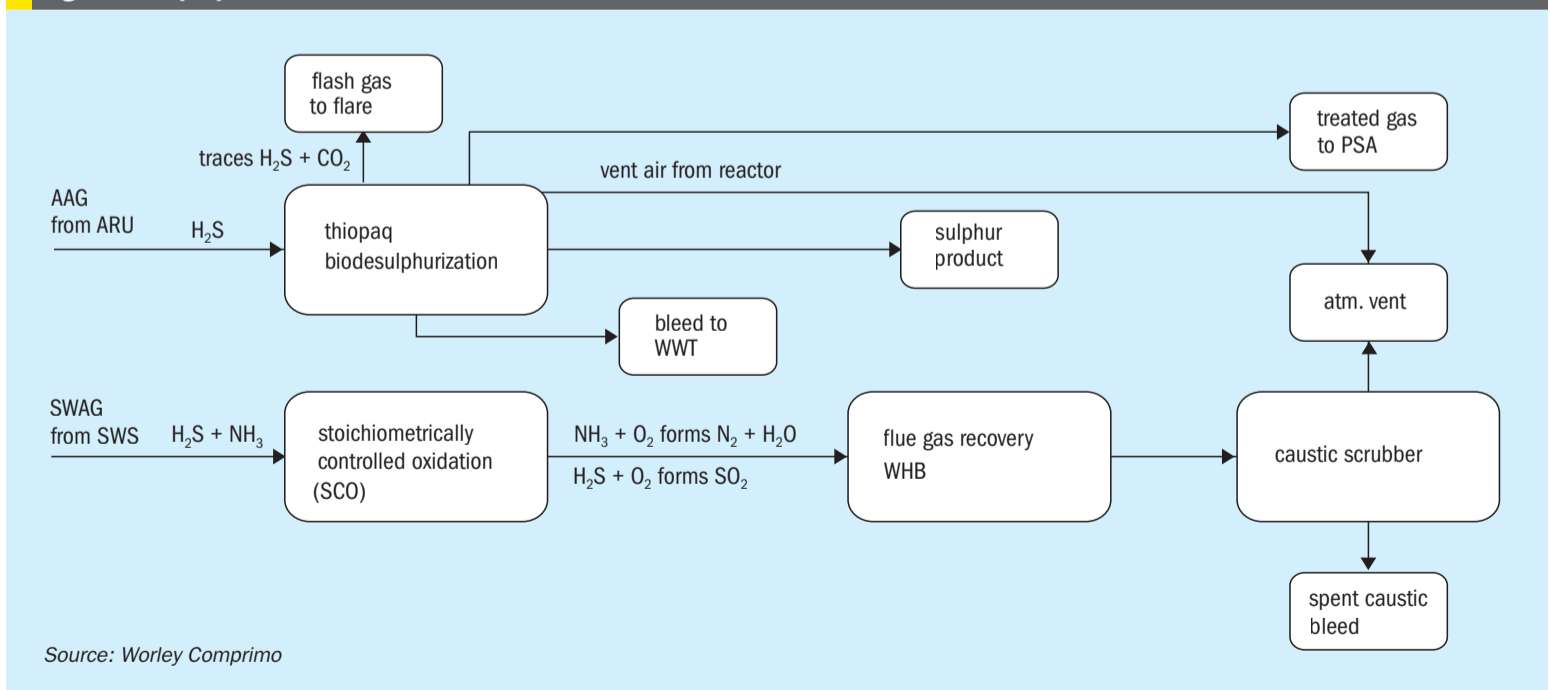 flash gas
to flare
traces H₂S + CO₂
treated gas
to PSA
vent air from reactor
AAG
from ARU
H₂S
thiopaq
biodesulphurization
sulphur
product
atm. vent
bleed to
WWT
SWAG
from SWS
H₂S + NH₃
stoichiometrically
controlled oxidation
(SCO)
NH₃ + O₂ forms N₂ + H₂O
H₂S + O₂ forms SO₂
flue gas recovery
WHB
caustic scrubber
spent caustic
bleed
Source: Worley Comprimo